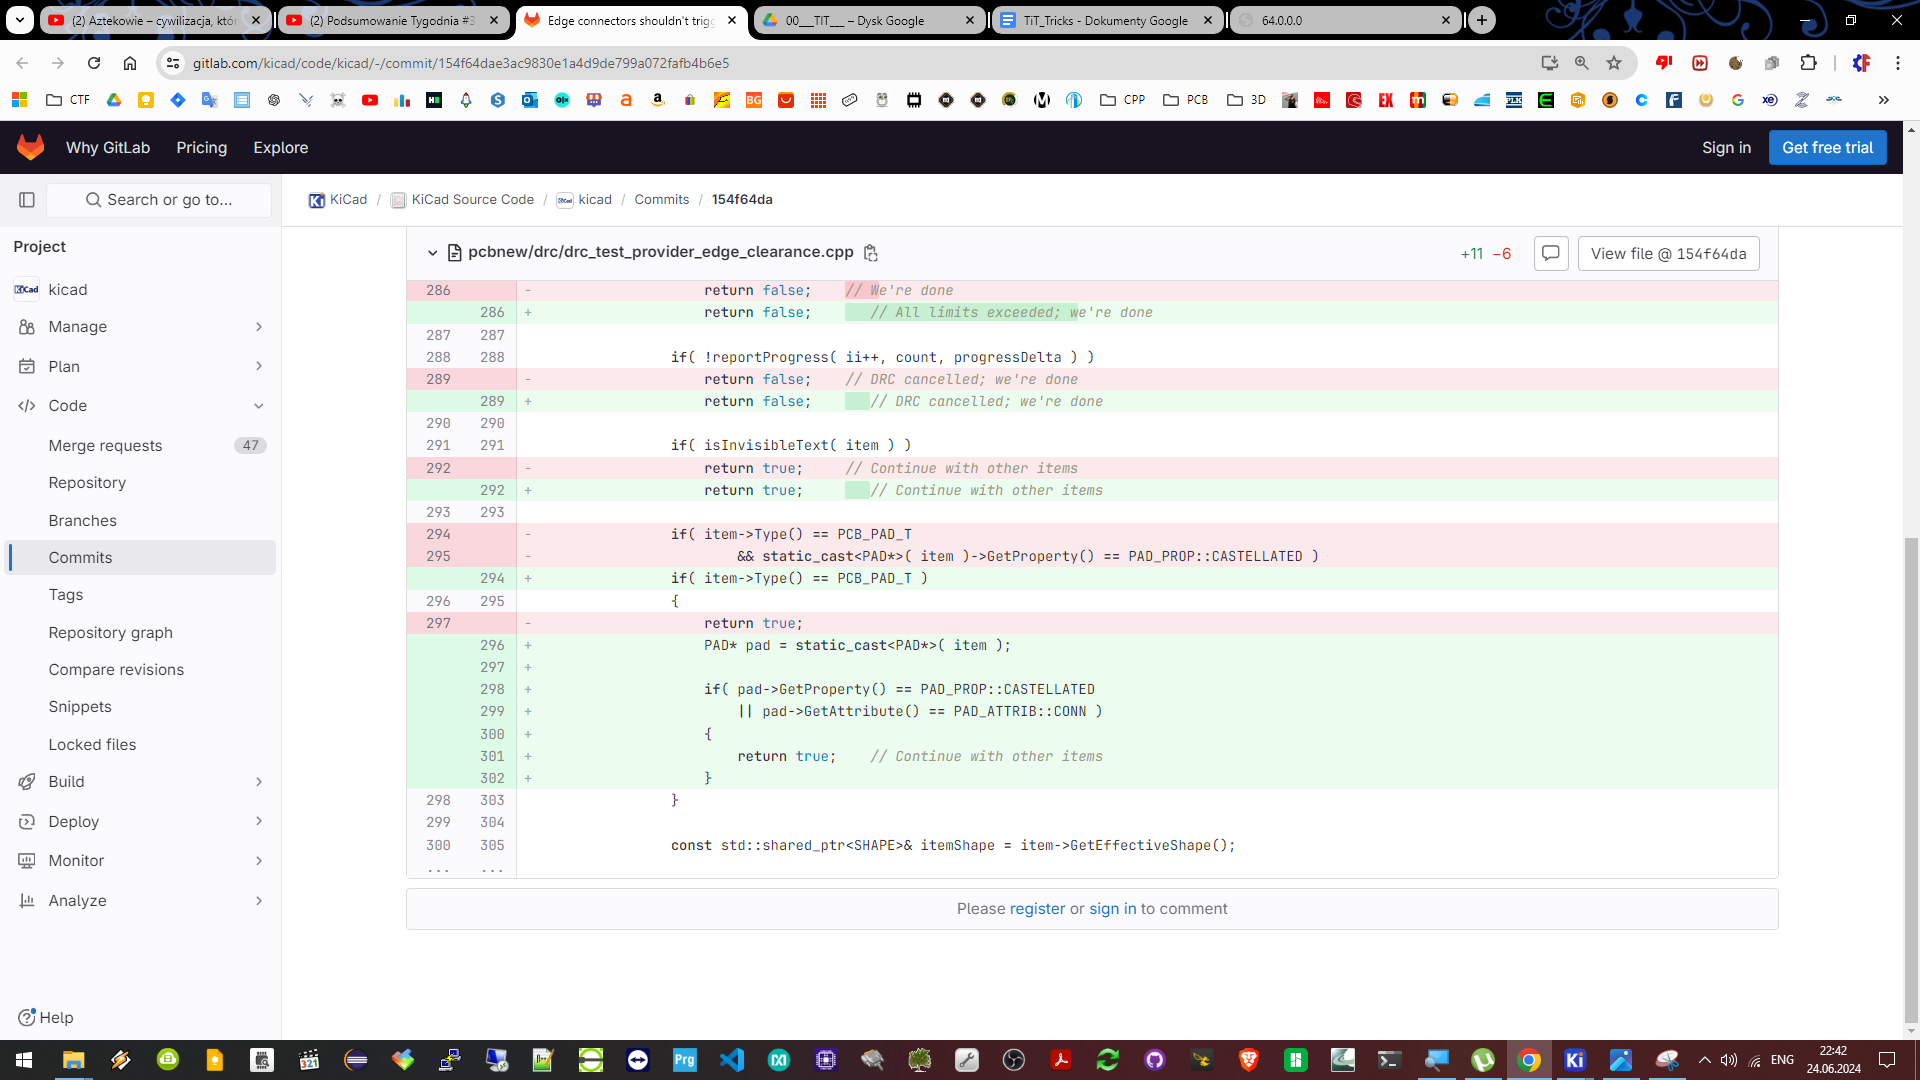 (2) Aztekowie – cywilizacja, któr
(2) Podsumowanie Tygodnia #3
Edge connectors shouldn't trigg
00___TIT___ – Dysk Google
TiT_Tricks - Dokumenty Google
64.0.0.0
gitlab.com/kicad/code/kicad/-/commit/154f64dae3ac9830e1a4d9de799a072fafb4b6e5
CTF
CPP
PCB
3D
Why GitLab
Pricing
Explore
Sign in
Get free trial
Search or go to...
KiCad / KiCad Source Code / kicad / Commits / 154f64da
Project
kicad
Manage
Plan
Code
Merge requests 47
Repository
Branches
Commits
Tags
Repository graph
Compare revisions
Snippets
Locked files
Build
Deploy
Monitor
Analyze
Help
pcbnew/drc/drc_test_provider_edge_clearance.cpp
+11 −6
View file @ 154f64da
286 - return false; // We're done
286 + return false; // All limits exceeded; we're done
287 287
288 288 if( !reportProgress( ii++, count, progressDelta ) )
289 - return false; // DRC cancelled; we're done
289 + return false; // DRC cancelled; we're done
290 290
291 291 if( isInvisibleText( item ) )
292 - return true; // Continue with other items
292 + return true; // Continue with other items
293 293
294 - if( item->Type() == PCB_PAD_T
295 - && static_cast<PAD*>( item )->GetProperty() == PAD_PROP::CASTELLATED )
294 + if( item->Type() == PCB_PAD_T )
296 295 {
297 - return true;
296 + PAD* pad = static_cast<PAD*>( item );
297 +
298 + if( pad->GetProperty() == PAD_PROP::CASTELLATED
299 + || pad->GetAttribute() == PAD_ATTRIB::CONN )
300 + {
301 + return true; // Continue with other items
302 + }
298 303 }
299 304
300 305 const std::shared_ptr<SHAPE>& itemShape = item->GetEffectiveShape();
... ...
Please register or sign in to comment
ENG
22:42
24.06.2024